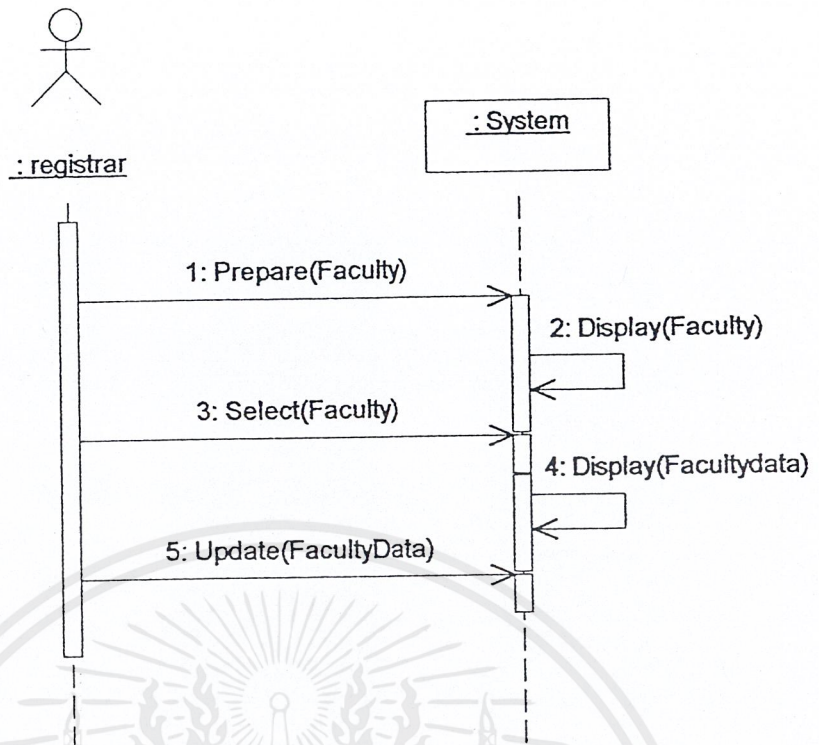 : System
: registrar
1: Prepare(Faculty)
2: Display(Faculty)
3: Select(Faculty)
4: Display(Facultydata)
5: Update(FacultyData)